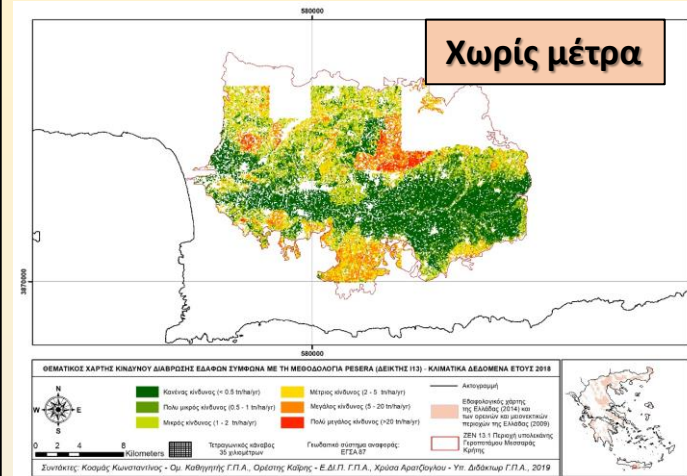 580000
Χωρίς μέτρα
3870000
580000
ΘΕΜΑΤΙΚΟΣ ΧΑΡΤΗΣ ΚΙΝΔΥΝΟΥ ΔΙΑΒΡΩΣΗΣ ΕΔΑΦΩΝ ΣΥΜΦΩΝΑ ΜΕ ΤΗ ΜΕΘΟΔΟΛΟΓΙΑ PESERA (ΔΕΙΚΤΗΣ Ι13) - ΚΛΙΜΑΤΙΚΑ ΔΕΔΟΜΕΝΑ ΕΤΟΥΣ 2018
N
W
E
S
Κανένας κίνδυνος (< 0.5 tn/ha/yr)
Πολυ μικρός κίνδυνος (0.5 - 1 tn/ha/yr)
Μικρός κίνδυνος (1 - 2 tn/ha/yr)
Μέτριος κίνδυνος (2 - 5 tn/ha/yr)
Μεγάλος κίνδυνος (5 - 20 tn/ha/yr)
Πολύ μεγάλος κίνδυνος (>20 tn/ha/yr)
Ακτογραμμή
Εδαφολογικός χάρτης
της Ελλάδας (2014) και
των ορεινών και μειονεκτικών
περιοχών της Ελλάδας (2009)
ΖΕΝ 13.1 Περιοχή υπολεκάνης
Γεροποτάμου Μεσσαράς
Κρήτης
0 2 4 8
Kilometers
Τετραγωνικός κάναβος
35 χιλιομέτρων
Γεωδαιτικό σύστημα αναφοράς:
ΕΓΣΑ 87
Συντάκτες: Κοσμάς Κωνσταντίνος - Ομ. Καθηγητής Γ.Π.Α., Ορέστης Καΐρης - Ε.ΔΙ.Π. Γ.Π.Α., Χρύσα Αρατζίογλου - Υπ. Διδάκτωρ Γ.Π.Α., 2019